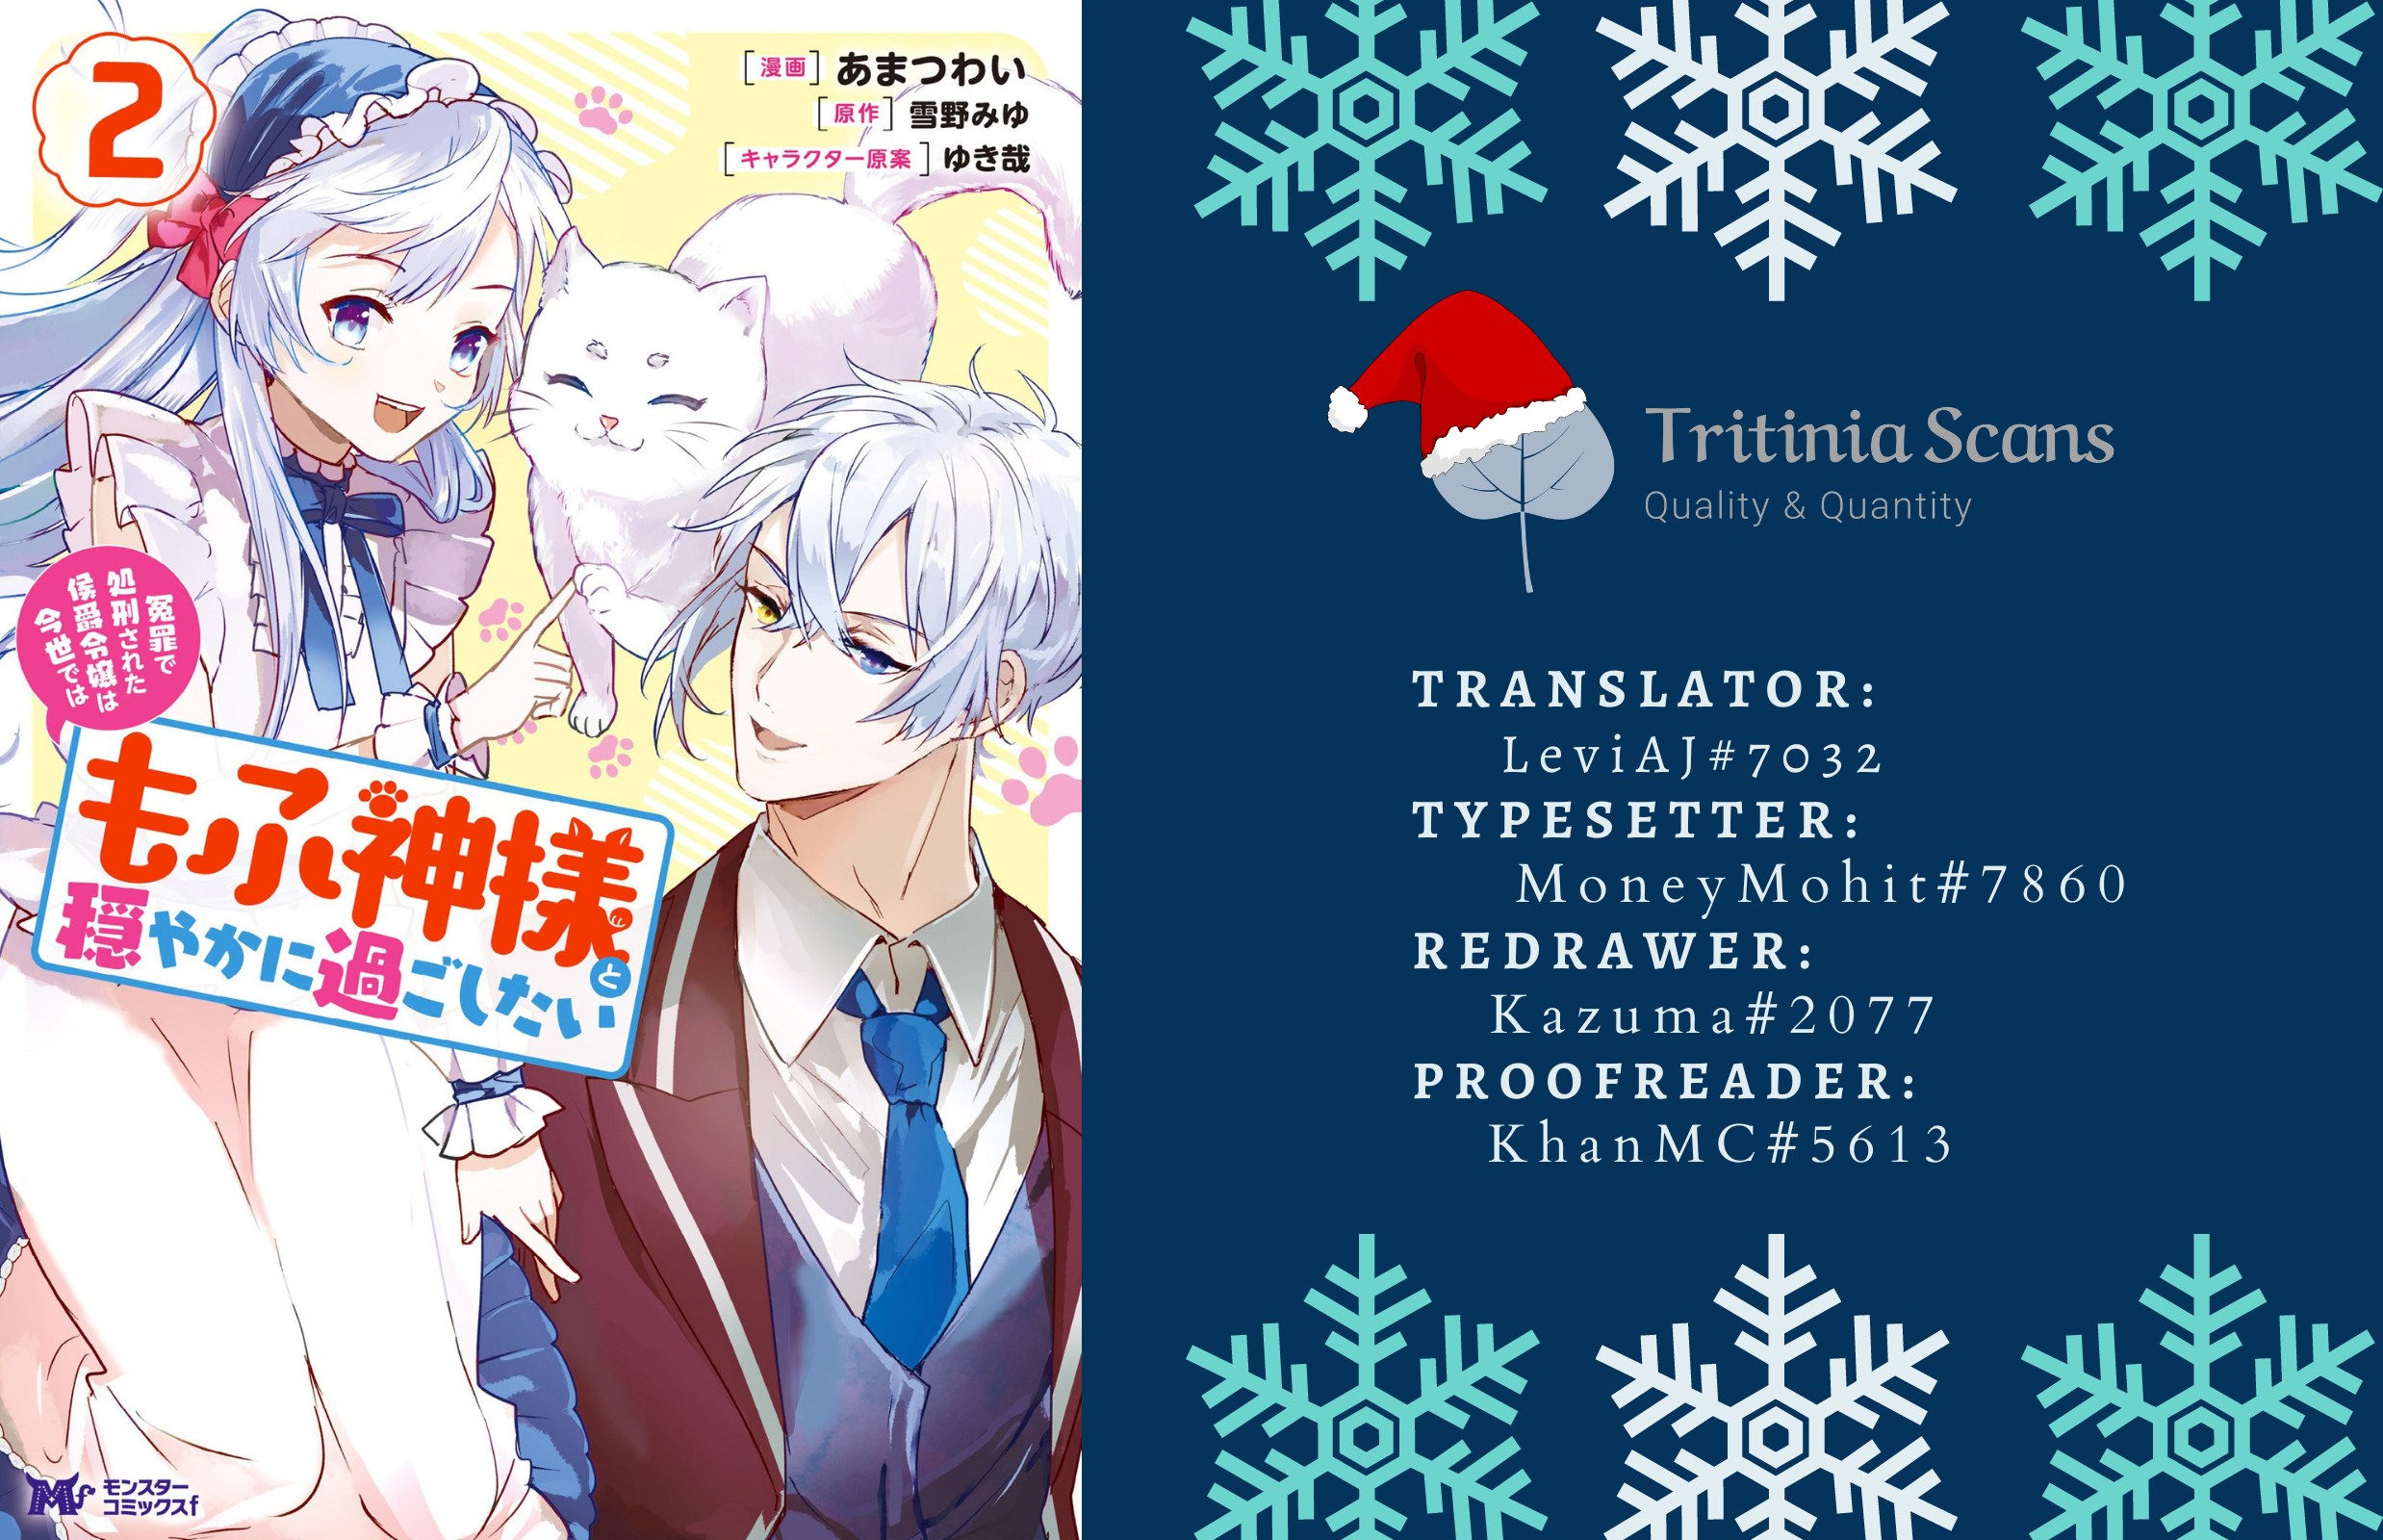 2
[漫画] あまつわい
[原作] 雪野みゆ
[キャラクター原案] ゆき哉
冤罪で
処刑された
侯爵令嬢は
今世では
もふ神様と
穏やかに過ごしたい
Mf モンスター
コミックスf
Tritinia Scans
Quality & Quantity
TRANSLATOR:
LeviAJ#7032
TYPESETTER:
MoneyMohit#7860
REDRAWER:
Kazuma#2077
PROOFREADER:
KhanMC#5613